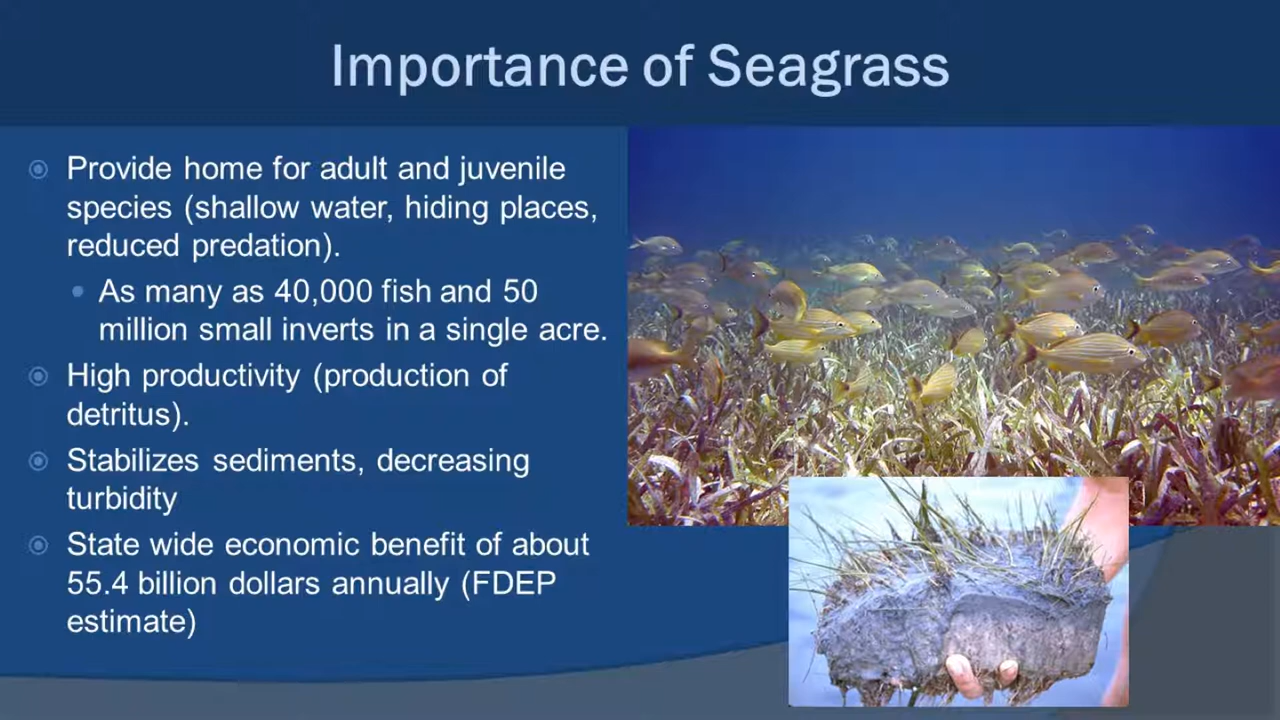 Importance of Seagrass
Provide home for adult and juvenile
species (shallow water, hiding places,
reduced predation).
As many as 40,000 fish and 50
million small inverts in a single acre.
High productivity (production of
detritus).
Stabilizes sediments, decreasing
turbidity
State wide economic benefit of about
55.4 billion dollars annually (FDEP
estimate)